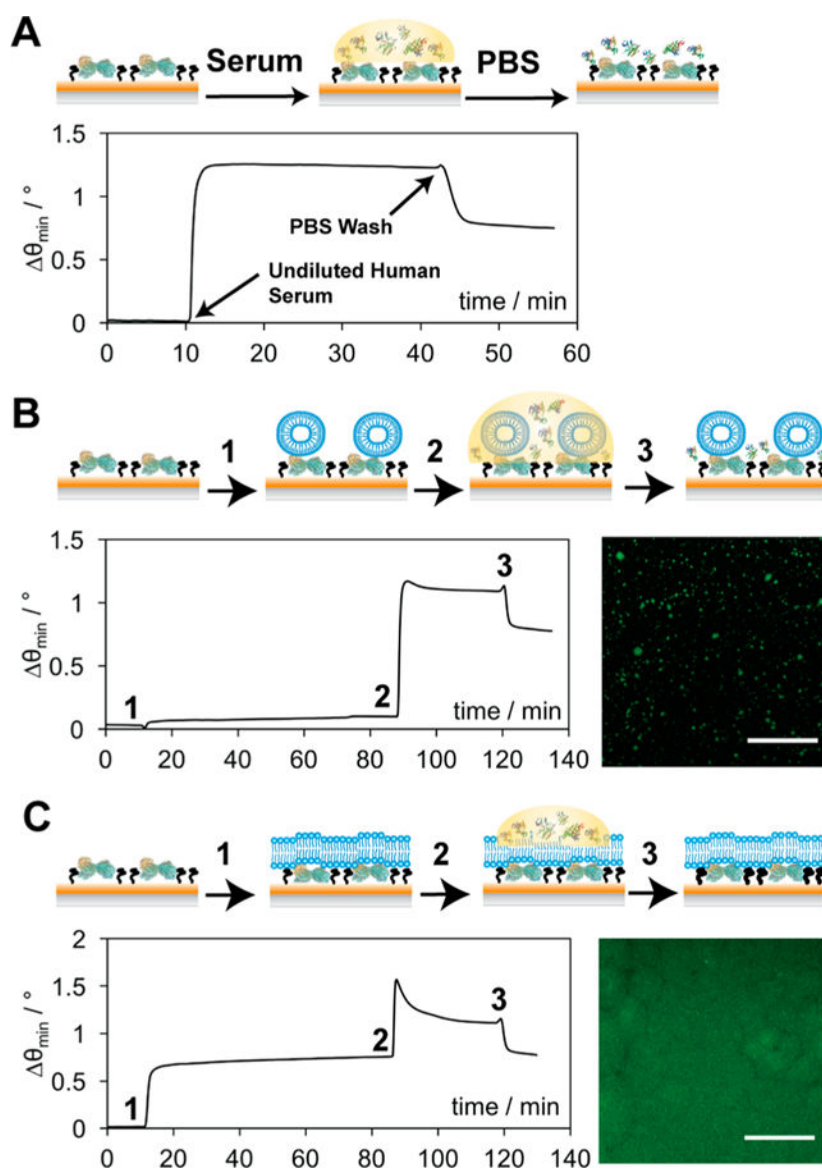 A
Serum
PBS
1.5
1
0.5
0
Δθmin / °
PBS Wash
Undiluted Human
Serum
time / min
0 10 20 30 40 50 60
B
1 2 3
1.5
1
0.5
0
Δθmin / °
1
2
3
time / min
0 20 40 60 80 100 120 140
C
1 2 3
2
1.5
1
0.5
0
Δθmin / °
1
2
3
time / min
0 20 40 60 80 100 120 140